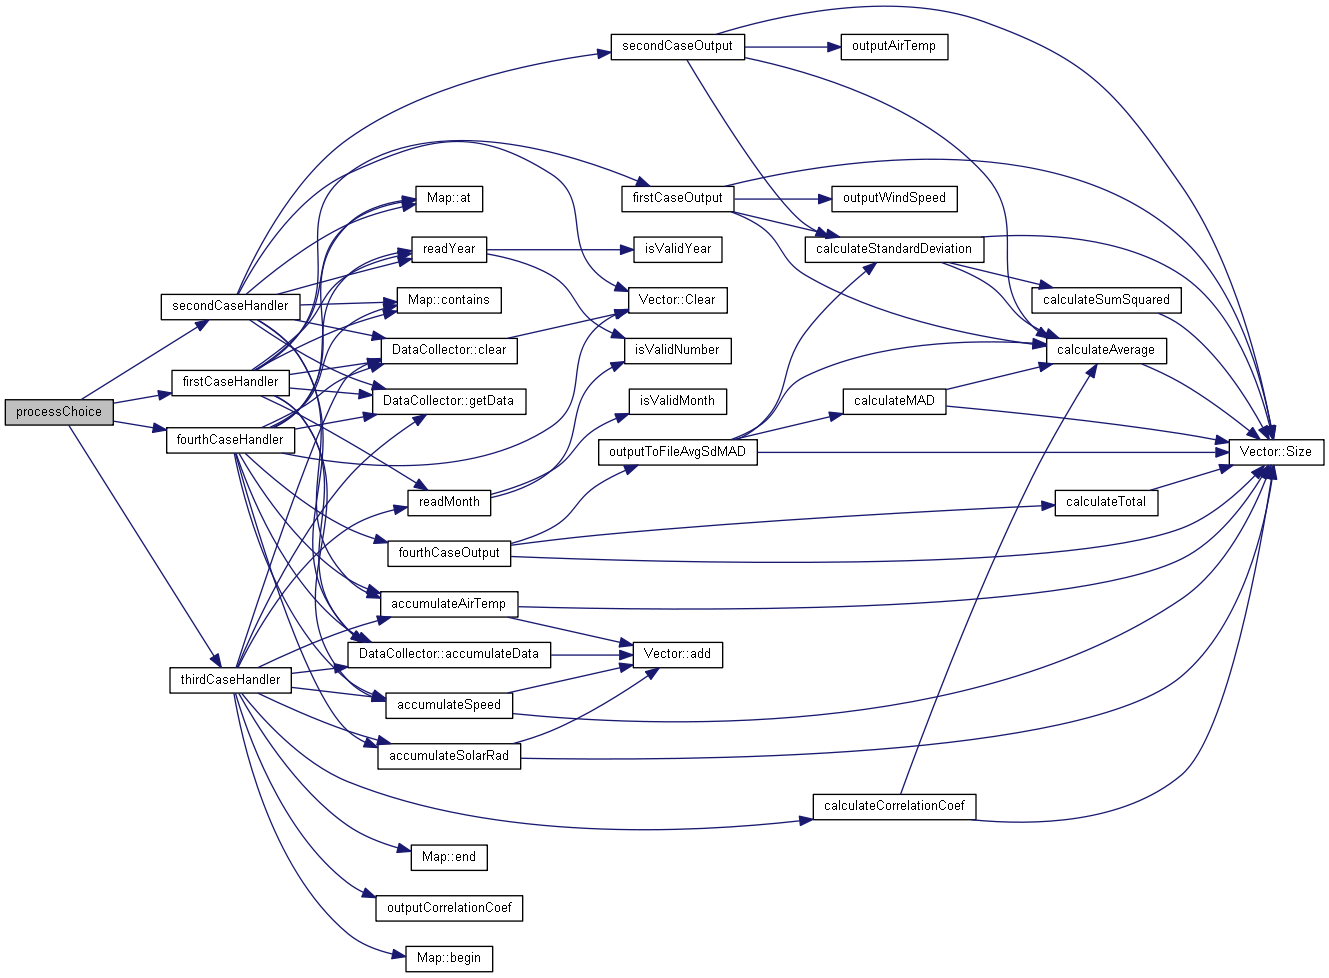 secondCaseOutput
outputAirTemp
Map::at
firstCaseOutput
outputWindSpeed
readYear
isValidYear
calculateStandardDeviation
secondCaseHandler
Map::contains
Vector::Clear
calculateSumSquared
DataCollector::clear
isValidNumber
calculateAverage
firstCaseHandler
DataCollector::getData
isValidMonth
calculateMAD
processChoice
fourthCaseHandler
outputToFileAvgSdMAD
Vector::Size
readMonth
calculateTotal
fourthCaseOutput
accumulateAirTemp
DataCollector::accumulateData
Vector::add
thirdCaseHandler
accumulateSpeed
accumulateSolarRad
calculateCorrelationCoef
Map::end
outputCorrelationCoef
Map::begin